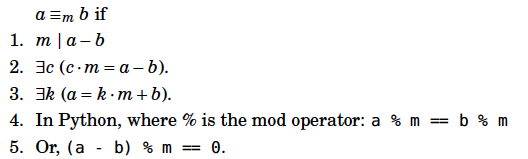 a ≡ₘ b if
1. m | a − b
2. ∃c (c · m = a − b).
3. ∃k (a = k · m + b).
4. In Python, where % is the mod operator: a % m == b % m
5. Or, (a - b) % m == 0.